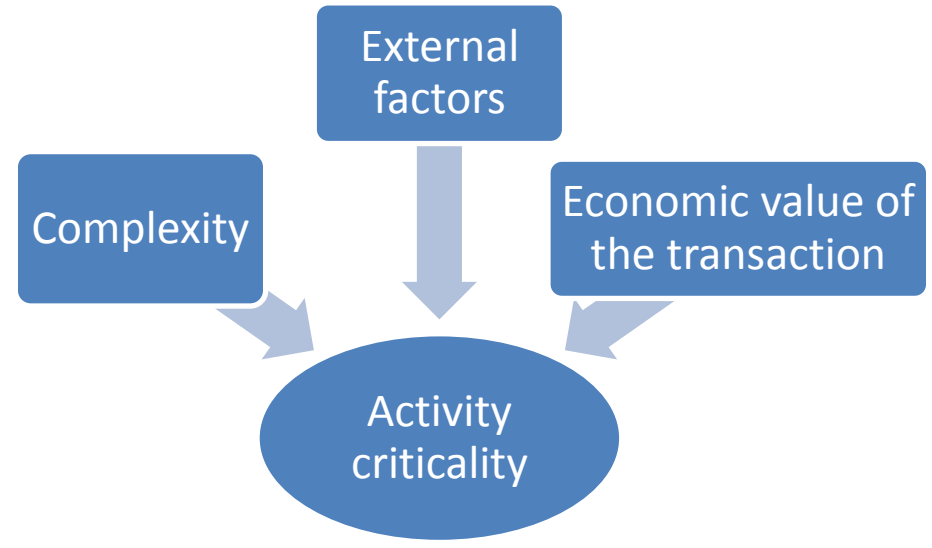 External
factors
Complexity
Economic value of
the transaction
Activity
criticality